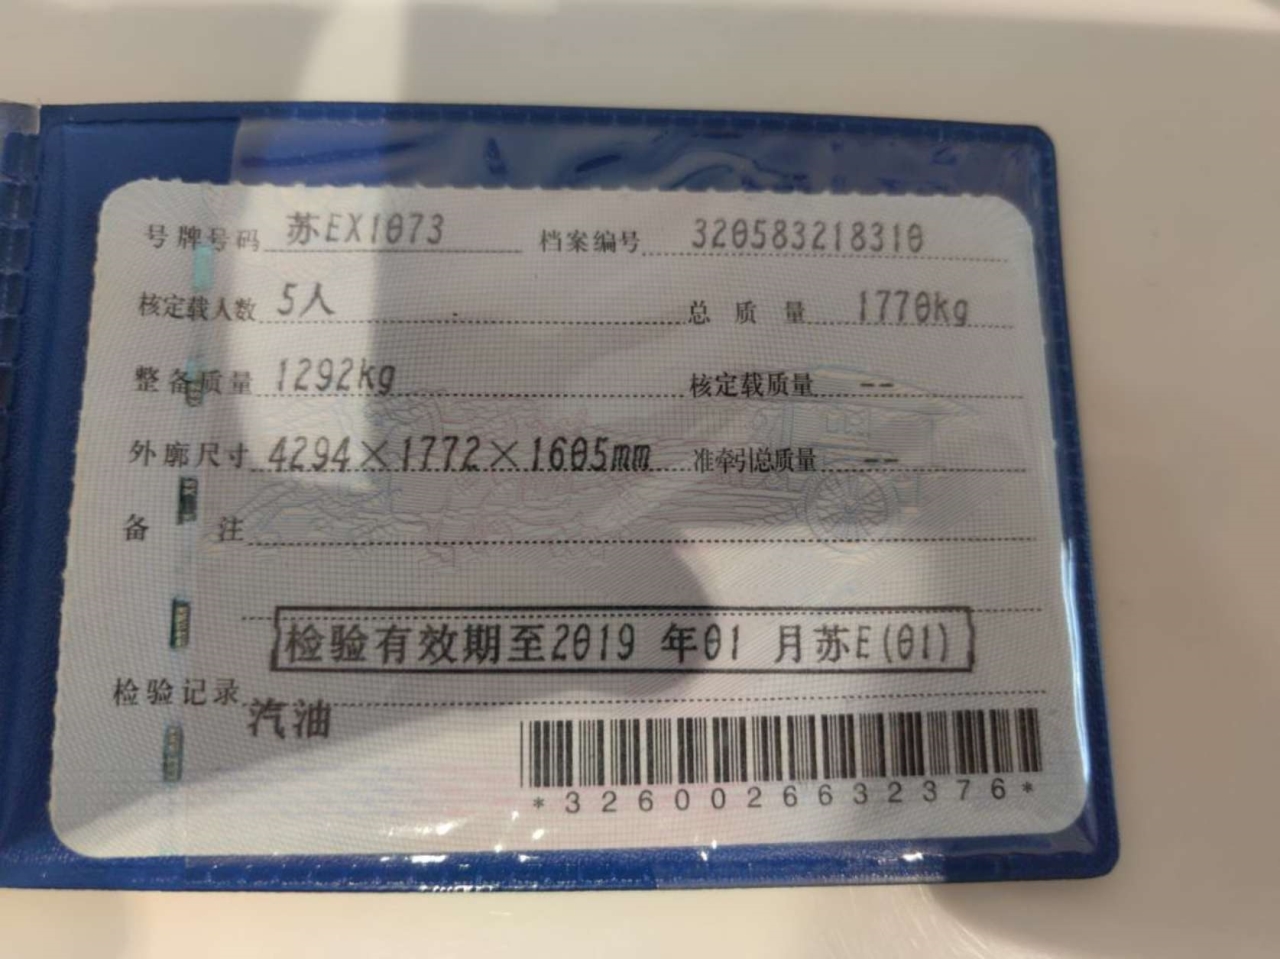 号牌号码 苏EX1073 档案编号 320583218310
核定载人数 5人 总质量 1770kg
整备质量 1292kg 核定载质量 --
外廓尺寸 4294×1772×1605mm 准牵引总质量 --
备注
检验有效期至2019 年01 月苏E(01)
检验记录
汽油
*3260026632376*